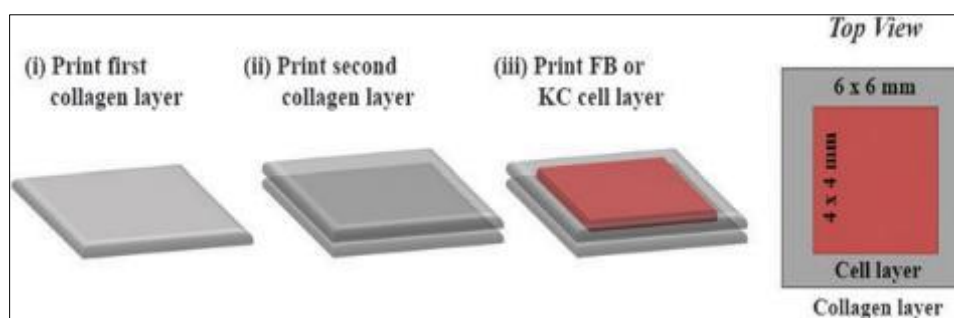 (i) Print first
collagen layer
(ii) Print second
collagen layer
(iii) Print FB or
KC cell layer
Top View
6 x 6 mm
4 x 4 mm
Cell layer
Collagen layer